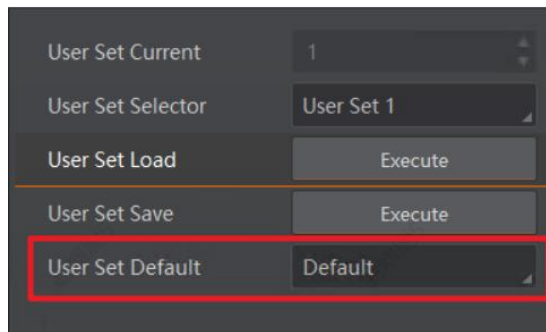 User Set Current 1
User Set Selector User Set 1
User Set Load Execute
User Set Save Execute
User Set Default Default